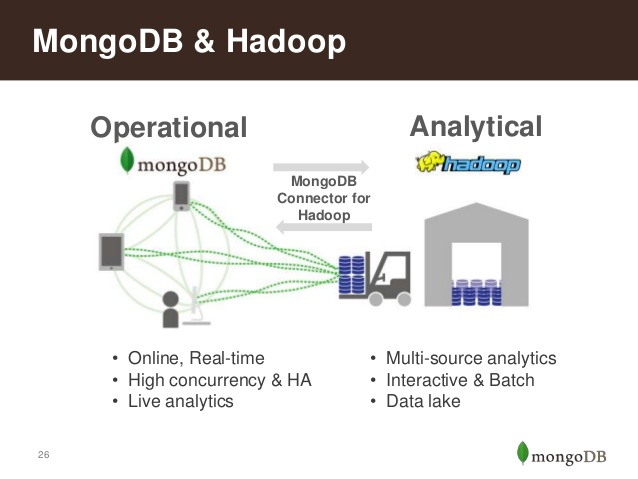 MongoDB & Hadoop
Operational
Analytical
mongoDB
hadoop
MongoDB
Connector for
Hadoop
• Online, Real-time
• High concurrency & HA
• Live analytics
• Multi-source analytics
• Interactive & Batch
• Data lake
26
mongoDB